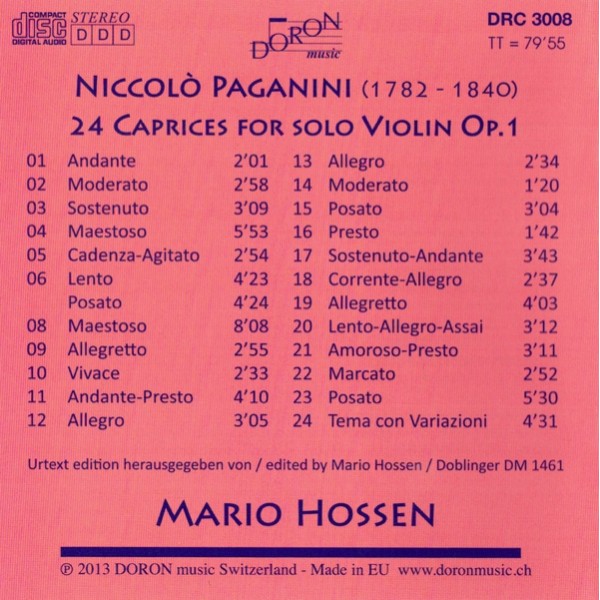 COMPACT disc DIGITAL AUDIO
STEREO
DDD
DORON
music
DRC 3008
TT = 79'55
NICCOLÒ PAGANINI (1782 - 1840)
24 CAPRICES FOR SOLO VIOLIN OP.1
01 Andante 2'01
02 Moderato 2'58
03 Sostenuto 3'09
04 Maestoso 5'53
05 Cadenza-Agitato 2'54
06 Lento 4'23
Posato 4'24
08 Maestoso 8'08
09 Allegretto 2'55
10 Vivace 2'33
11 Andante-Presto 4'10
12 Allegro 3'05
13 Allegro 2'34
14 Moderato 1'20
15 Posato 3'04
16 Presto 1'42
17 Sostenuto-Andante 3'43
18 Corrente-Allegro 2'37
19 Allegretto 4'03
20 Lento-Allegro-Assai 3'12
21 Amoroso-Presto 3'11
22 Marcato 2'52
23 Posato 5'30
24 Tema con Variazioni 4'31
Urtext edition herausgegeben von / edited by Mario Hossen / Doblinger DM 1461
MARIO HOSSEN
℗ 2013 DORON music Switzerland - Made in EU www.doronmusic.ch